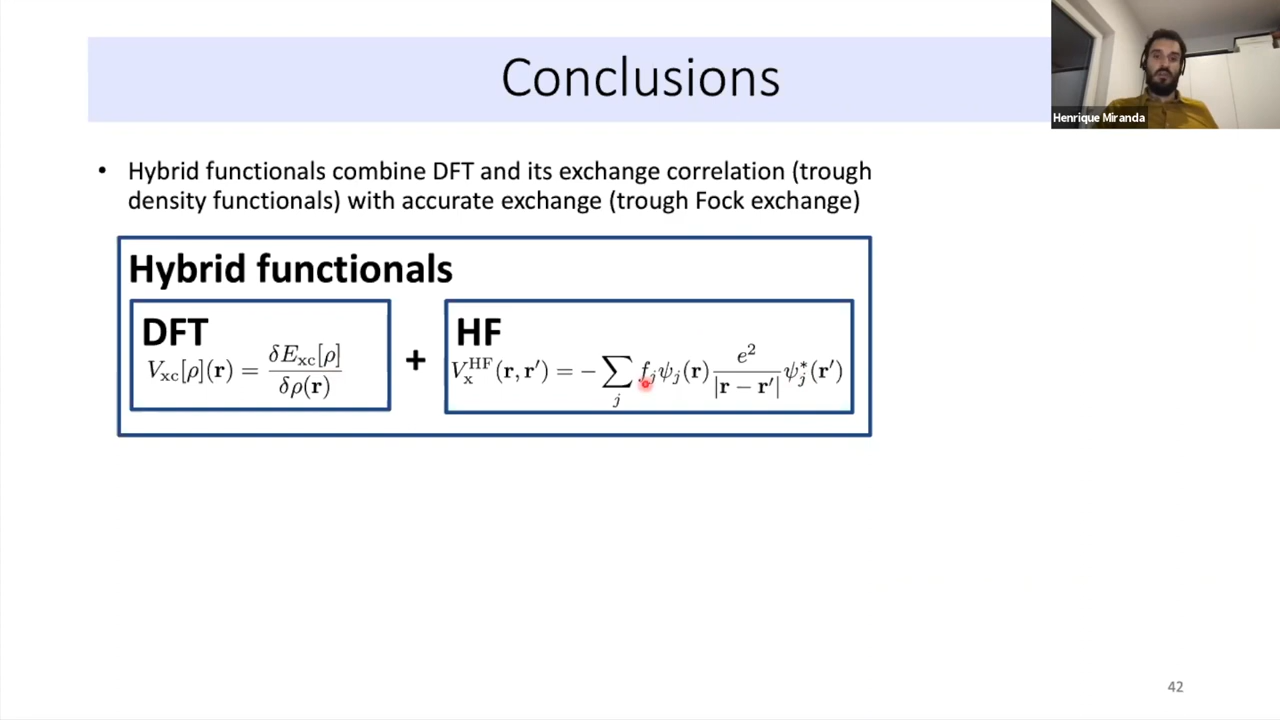 Conclusions
Henrique Miranda
• Hybrid functionals combine DFT and its exchange correlation (trough
density functionals) with accurate exchange (trough Fock exchange)
Hybrid functionals
DFT
V_xc[ρ](r) = δE_xc[ρ] / δρ(r)
+
HF
V_x^HF(r, r′) = − ∑_j f_j ψ_j(r) e² / |r − r′| ψ_j^*(r′)
42